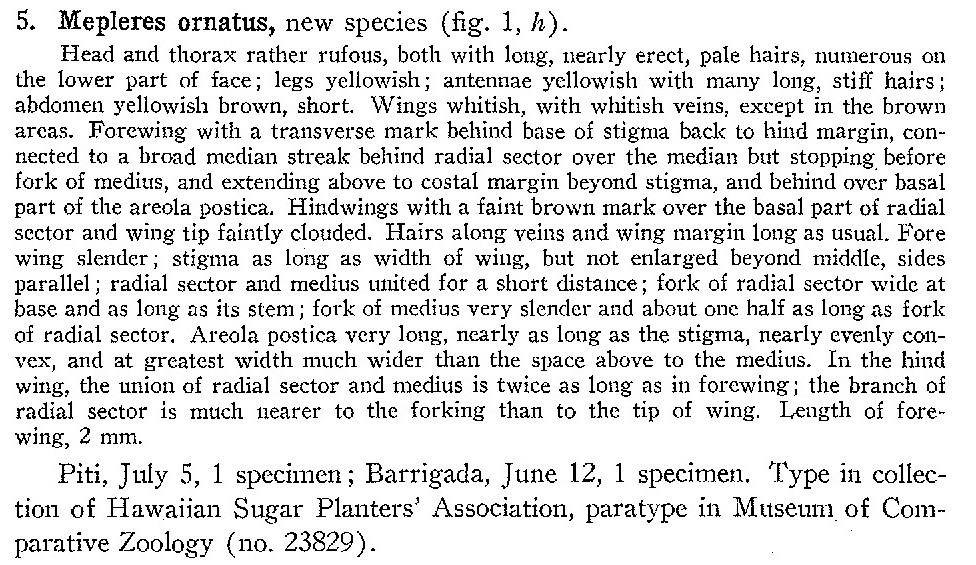 5. Mepleres ornatus, new species (fig. 1, h).
Head and thorax rather rufous, both with long, nearly erect, pale hairs, numerous on
the lower part of face; legs yellowish; antennae yellowish with many long, stiff hairs;
abdomen yellowish brown, short. Wings whitish, with whitish veins, except in the brown
areas. Forewing with a transverse mark behind base of stigma back to hind margin, con-
nected to a broad median streak behind radial sector over the median but stopping before
fork of medius, and extending above to costal margin beyond stigma, and behind over basal
part of the areola postica. Hindwings with a faint brown mark over the basal part of radial
sector and wing tip faintly clouded. Hairs along veins and wing margin long as usual. Fore
wing slender; stigma as long as width of wing, but not enlarged beyond middle, sides
parallel; radial sector and medius united for a short distance; fork of radial sector wide at
base and as long as its stem; fork of medius very slender and about one half as long as fork
of radial sector. Areola postica very long, nearly as long as the stigma, nearly evenly con-
vex, and at greatest width much wider than the space above to the medius. In the hind
wing, the union of radial sector and medius is twice as long as in forewing; the branch of
radial sector is much nearer to the forking than to the tip of wing. Length of fore-
wing, 2 mm.
Piti, July 5, 1 specimen; Barrigada, June 12, 1 specimen. Type in collec-
tion of Hawaiian Sugar Planters' Association, paratype in Museum of Com-
parative Zoology (no. 23829).